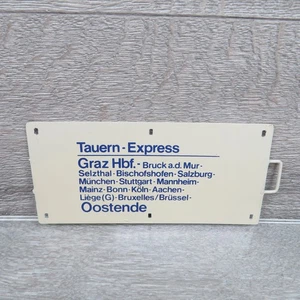 Tauern-Express
Graz Hbf.- Bruck a.d. Mur-
Selzthal-Bischofshofen-Salzburg-
München-Stuttgart-Mannheim-
Mainz-Bonn-Köln-Aachen-
Liège(G)-Bruxelles/Brüssel-
Oostende